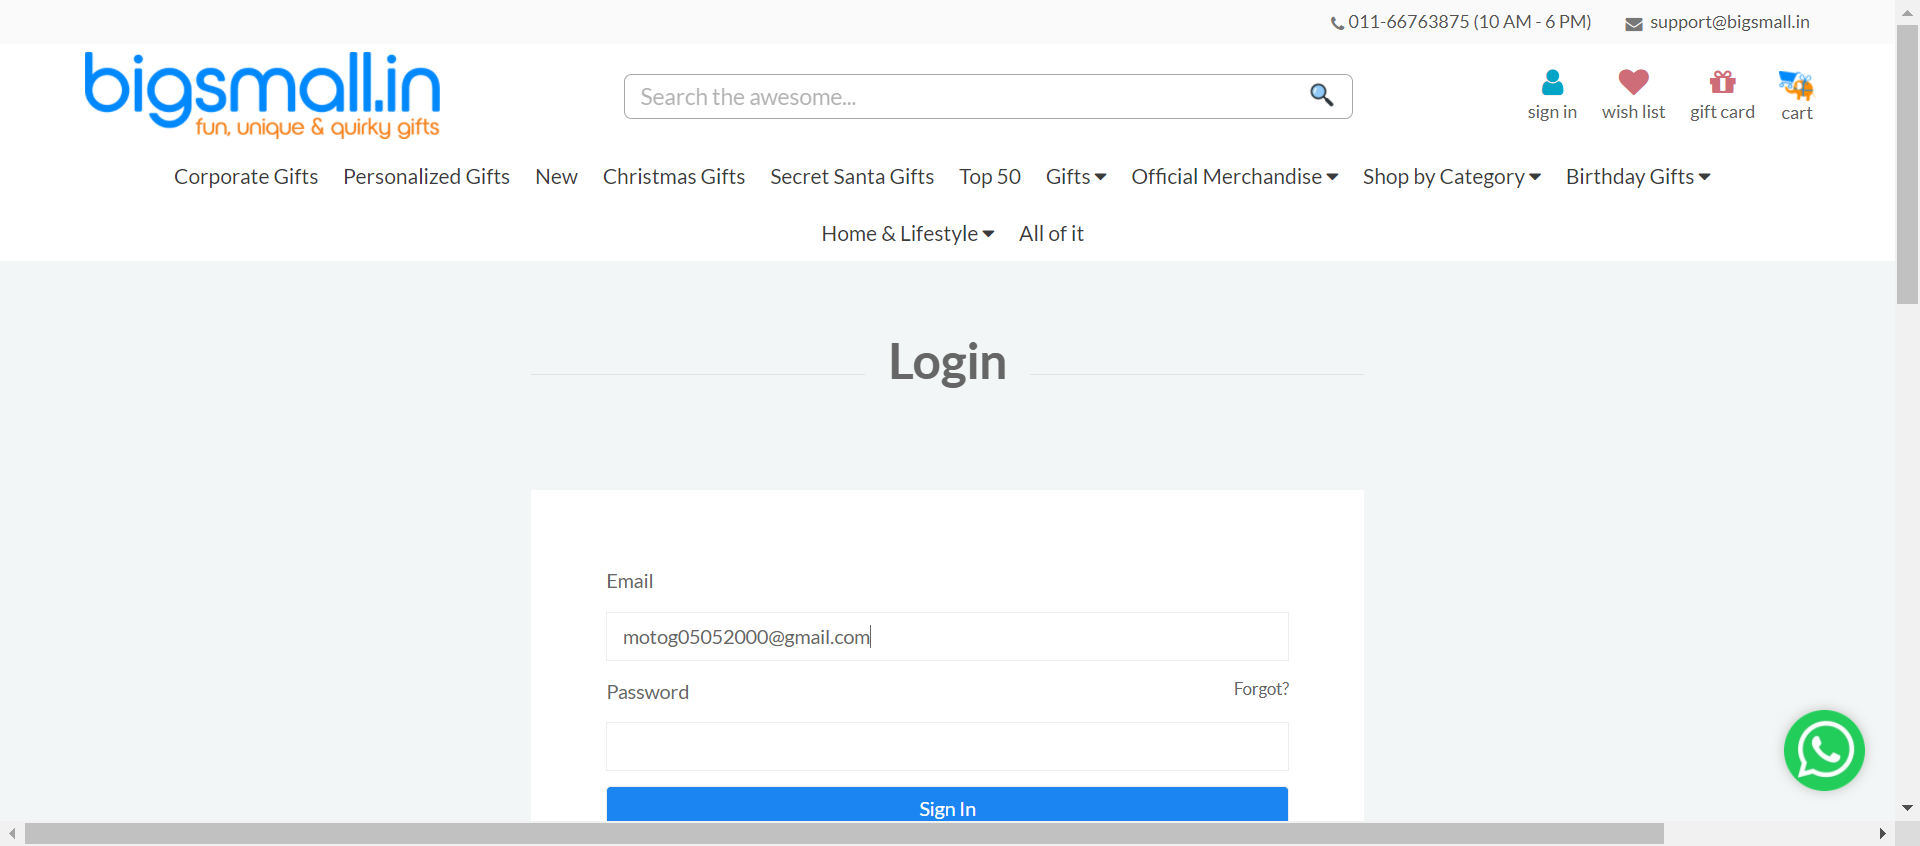 011-66763875 (10 AM - 6 PM) support@bigsmall.in
bigsmall.in
fun, unique & quirky gifts
Search the awesome...
sign in wish list gift card cart
Corporate Gifts Personalized Gifts New Christmas Gifts Secret Santa Gifts Top 50 Gifts Official Merchandise Shop by Category Birthday Gifts
Home & Lifestyle All of it
Login
Email
motog05052000@gmail.com
Password Forgot?
Sign In